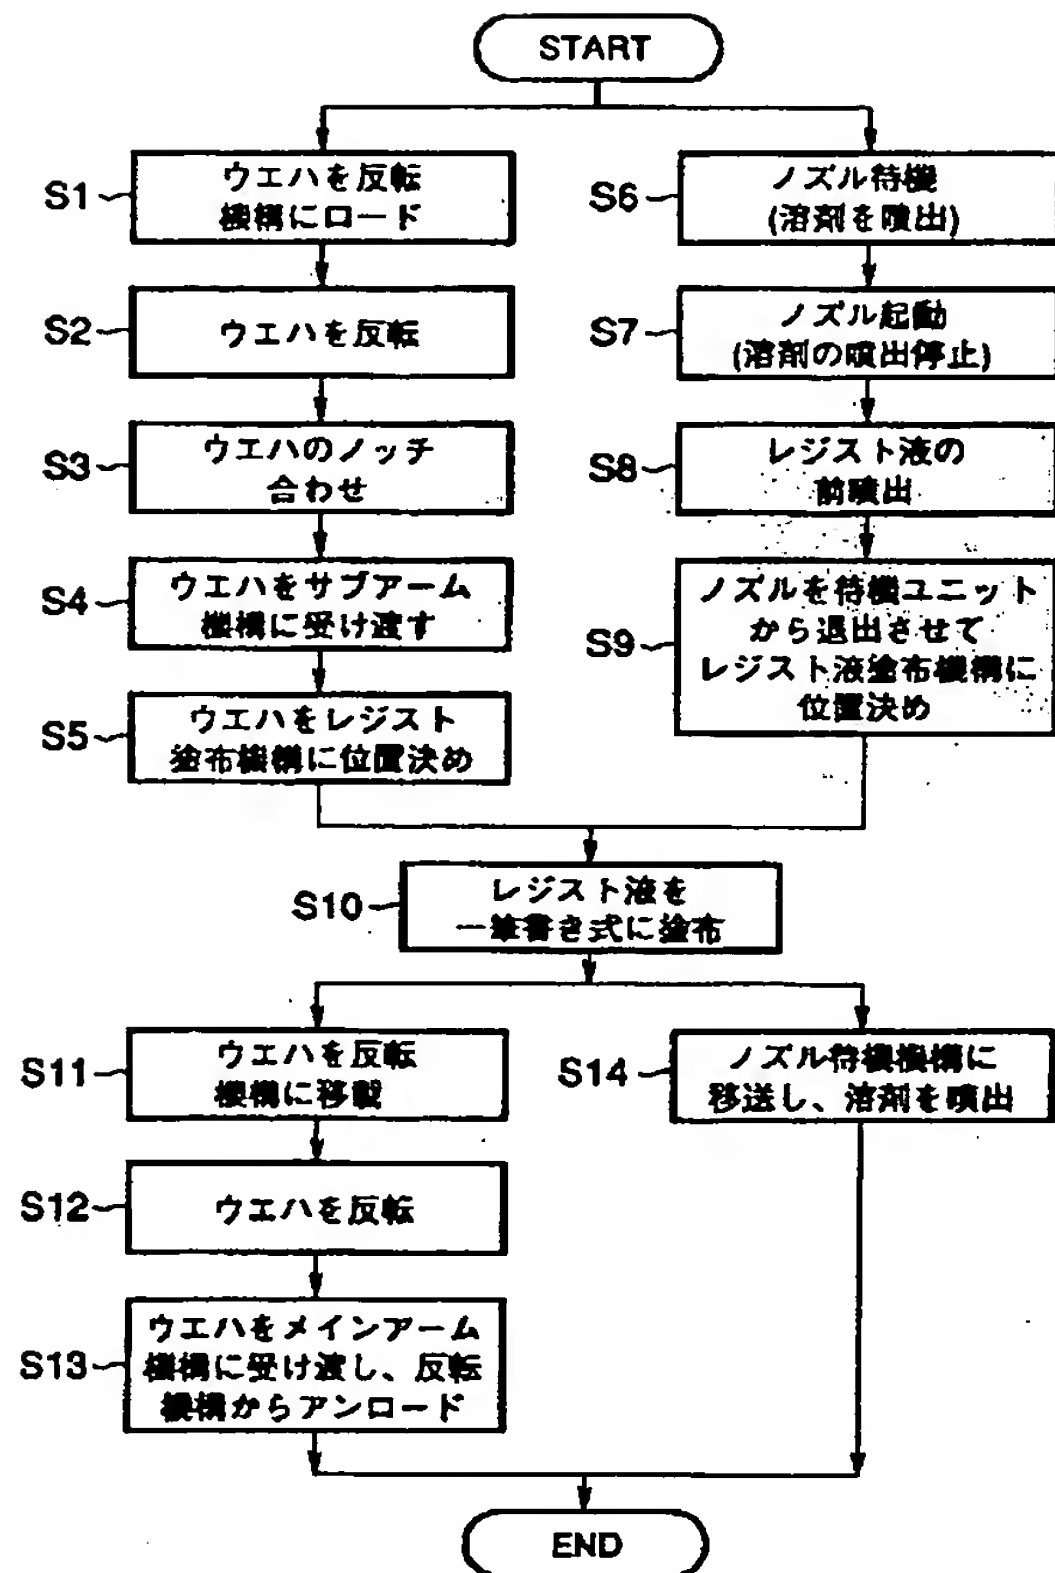 START
S1
ウエハを反転
機構にロード
S2
ウエハを反転
S3
ウエハのノッチ
合わせ
S4
ウエハをサブアーム
機構に受け渡す
S5
ウエハをレジスト
塗布機構に位置決め
S6
ノズル待機
(溶剤を噴出)
S7
ノズル起動
(溶剤の噴出停止)
S8
レジスト液の
前噴出
S9
ノズルを待機ユニット
から退出させて
レジスト液塗布機構に
位置決め
S10
レジスト液を
一筆書き式に塗布
S11
ウエハを反転
機構に移載
S12
ウエハを反転
S13
ウエハをメインアーム
機構に受け渡し、反転
機構からアンロード
S14
ノズル待機機構に
移送し、溶剤を噴出
END